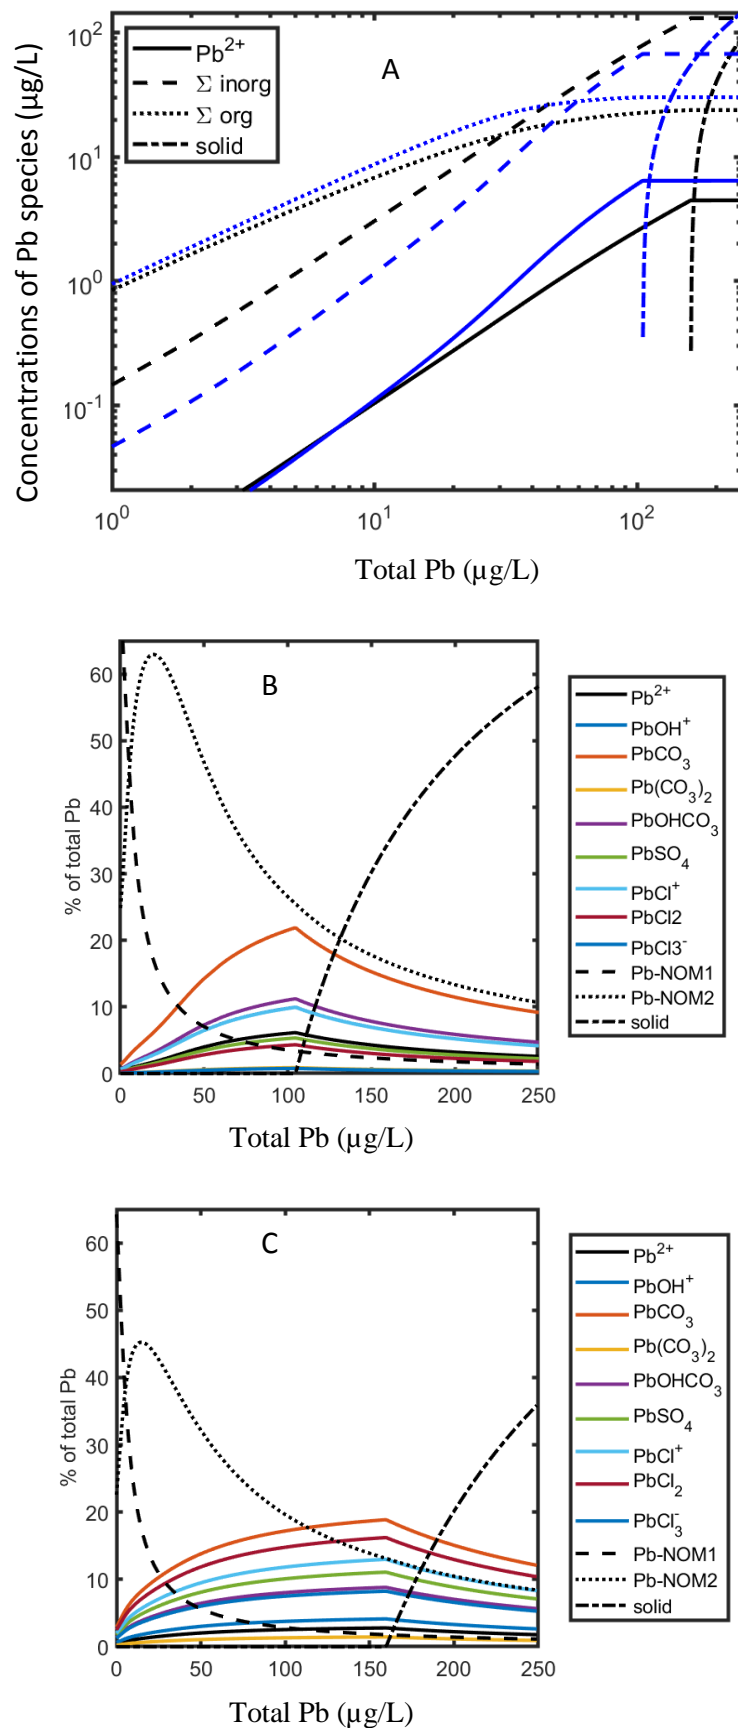 A
Pb2+
Σ inorg
Σ org
solid
Concentrations of Pb species (µg/L)
10^2
10^1
10^0
10^-1
10^0 10^1 10^2
Total Pb (µg/L)
B
% of total Pb
60
50
40
30
20
10
0
0 50 100 150 200 250
Total Pb (µg/L)
Pb2+
PbOH+
PbCO3
Pb(CO3)2
PbOHCO3
PbSO4
PbCl+
PbCl2
PbCl3-
Pb-NOM1
Pb-NOM2
solid
C
% of total Pb
60
50
40
30
20
10
0
0 50 100 150 200 250
Total Pb (µg/L)
Pb2+
PbOH+
PbCO3
Pb(CO3)2
PbOHCO3
PbSO4
PbCl+
PbCl2
PbCl3-
Pb-NOM1
Pb-NOM2
solid